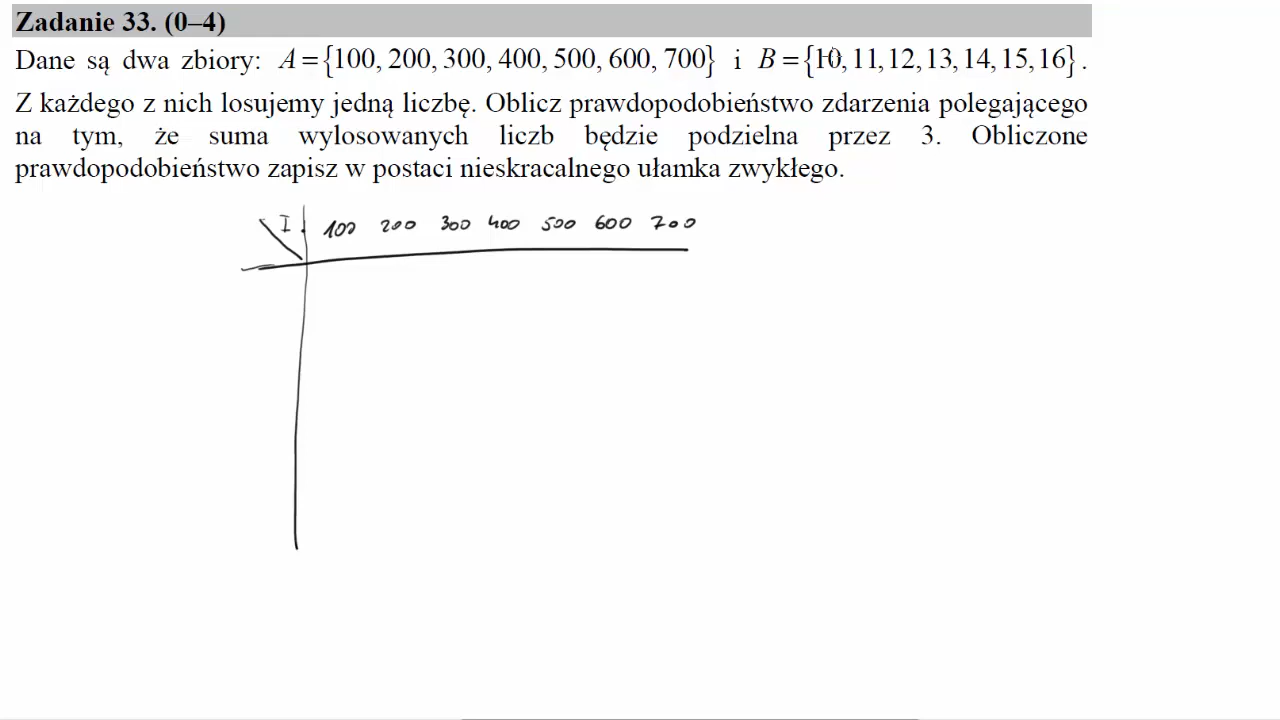 Zadanie 33. (0–4)
Dane są dwa zbiory: A = {100, 200, 300, 400, 500, 600, 700} i B = {10, 11, 12, 13, 14, 15, 16}.
Z każdego z nich losujemy jedną liczbę. Oblicz prawdopodobieństwo zdarzenia polegającego
na tym, że suma wylosowanych liczb będzie podzielna przez 3. Obliczone
prawdopodobieństwo zapisz w postaci nieskracalnego ułamka zwykłego.
I. 100 200 300 400 500 600 700